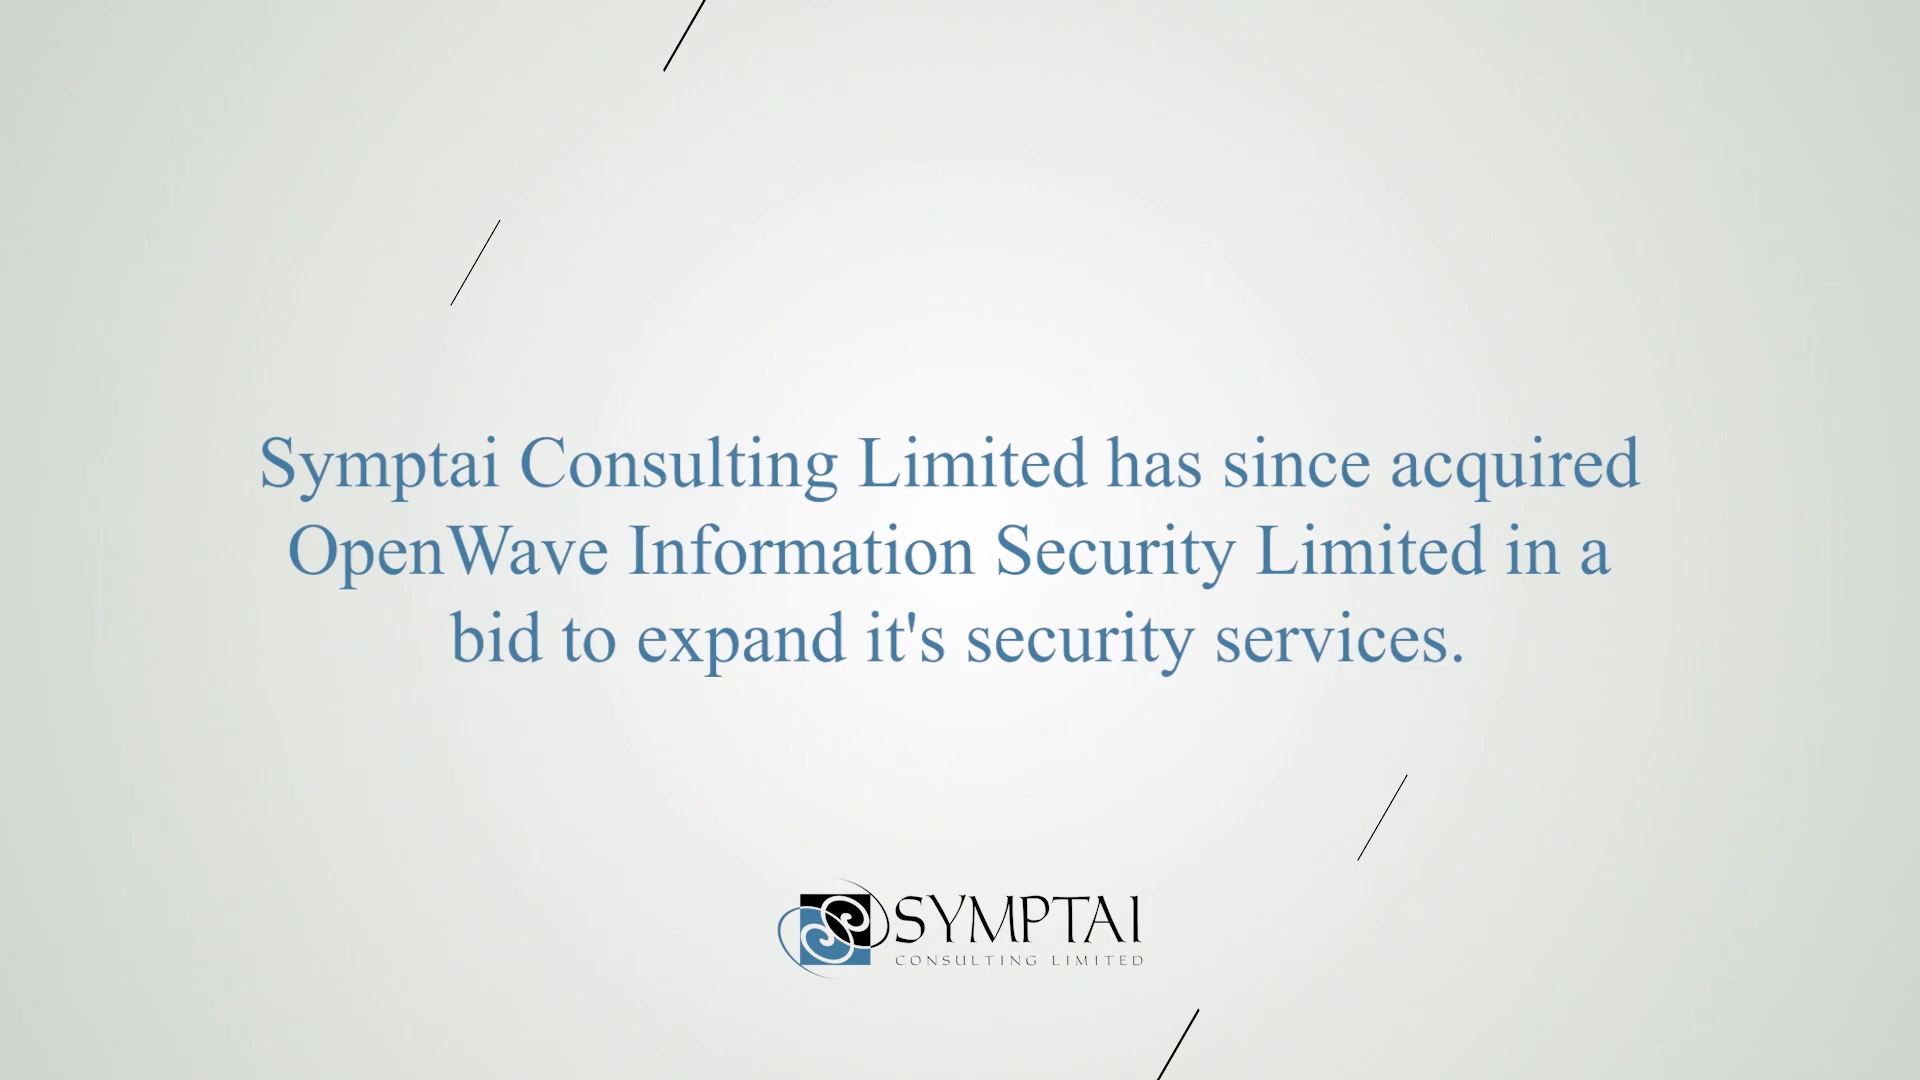 Symptai Consulting Limited has since acquired
OpenWave Information Security Limited in a
bid to expand it's security services.
SYMPTAI
CONSULTING LIMITED